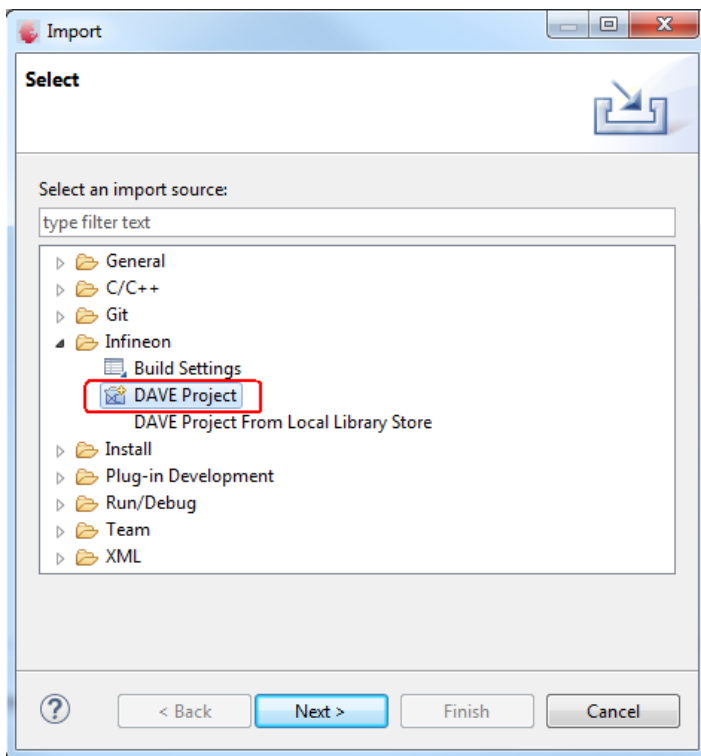 Import
Select
Select an import source:
type filter text
General
C/C++
Git
Infineon
Build Settings
DAVE Project
DAVE Project From Local Library Store
Install
Plug-in Development
Run/Debug
Team
XML
? < Back Next > Finish Cancel